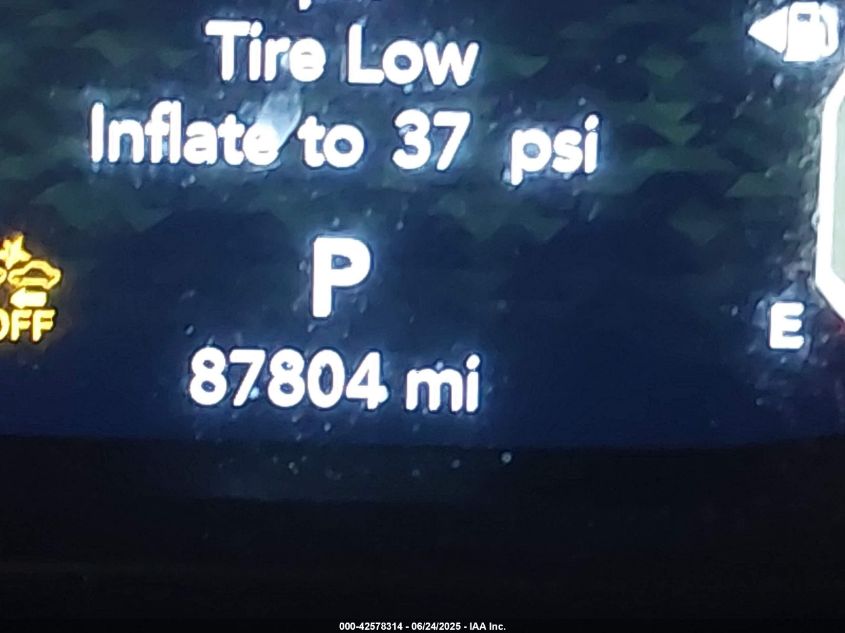 Tire Low
Inflate to 37 psi
P
OFF
E
87804 mi
000-42578314 - 06/24/2025 - IAA Inc.